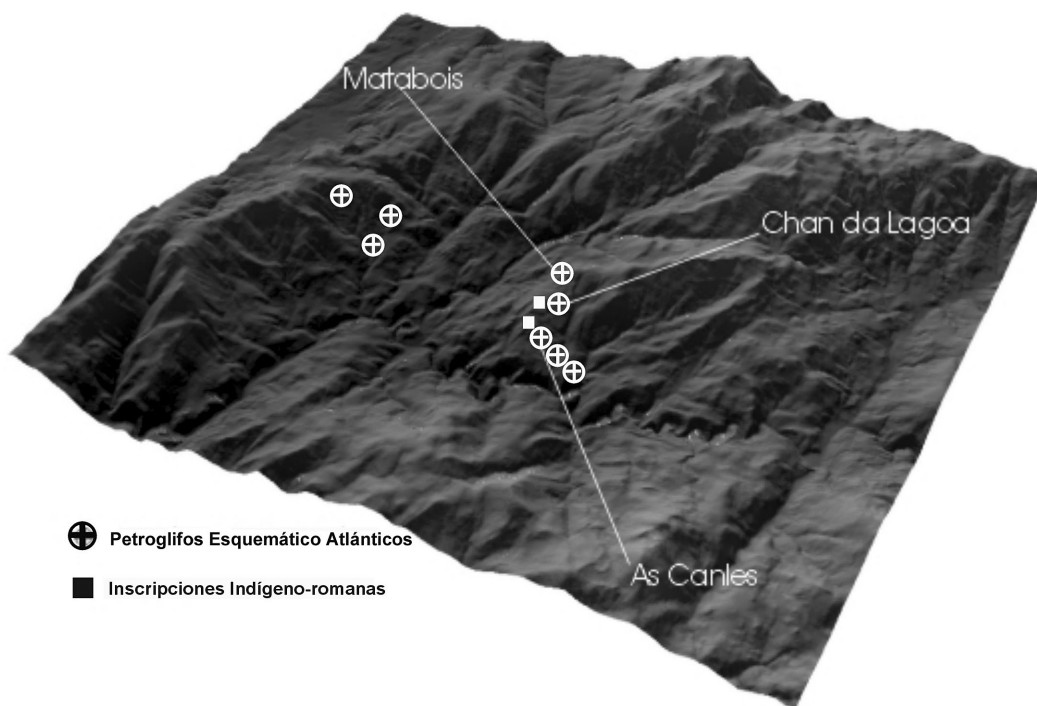 Matabois
Chan da Lagoa
As Canles
Petroglifos Esquemático Atlánticos
Inscripciones Indígeno-romanas